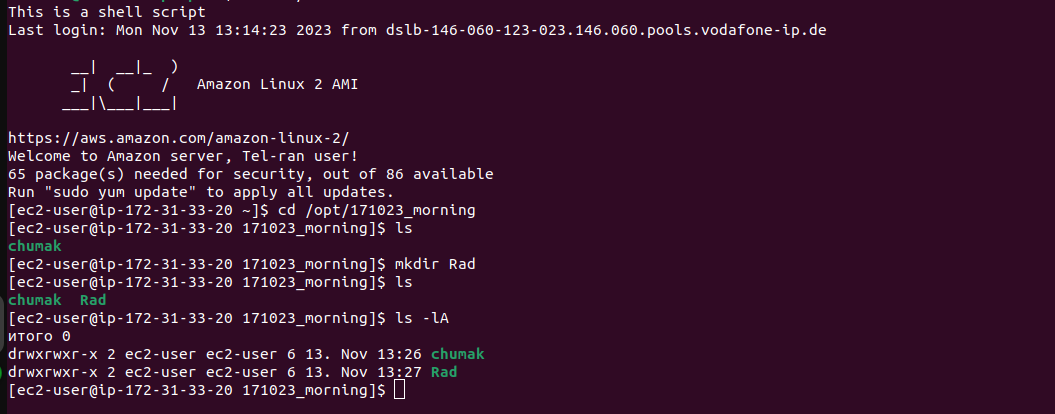 This is a shell script
Last login: Mon Nov 13 13:14:23 2023 from dslb-146-060-123-023.146.060.pools.vodafone-ip.de
       __|  __|_  )
       _|  (     /   Amazon Linux 2 AMI
      ___|\___|___|
https://aws.amazon.com/amazon-linux-2/
Welcome to Amazon server, Tel-ran user!
65 package(s) needed for security, out of 86 available
Run "sudo yum update" to apply all updates.
[ec2-user@ip-172-31-33-20 ~]$ cd /opt/171023_morning
[ec2-user@ip-172-31-33-20 171023_morning]$ ls
chumak
[ec2-user@ip-172-31-33-20 171023_morning]$ mkdir Rad
[ec2-user@ip-172-31-33-20 171023_morning]$ ls
chumak  Rad
[ec2-user@ip-172-31-33-20 171023_morning]$ ls -lA
итого 0
drwxrwxr-x 2 ec2-user ec2-user 6 13. Nov 13:26 chumak
drwxrwxr-x 2 ec2-user ec2-user 6 13. Nov 13:27 Rad
[ec2-user@ip-172-31-33-20 171023_morning]$